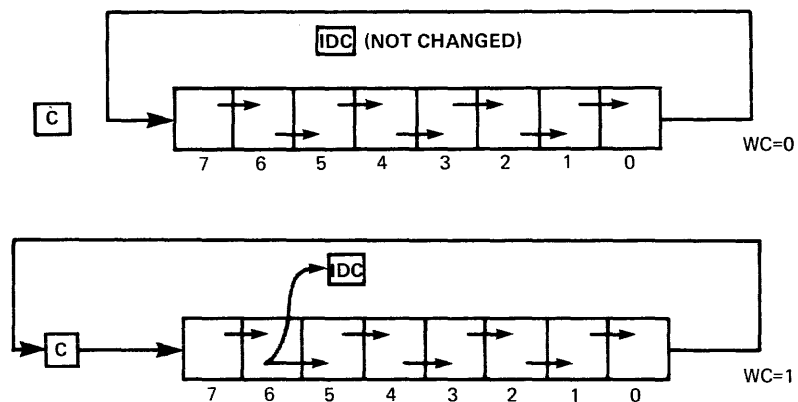 IDC (NOT CHANGED)
C
7 6 5 4 3 2 1 0
WC=0
IDC
C
7 6 5 4 3 2 1 0
WC=1